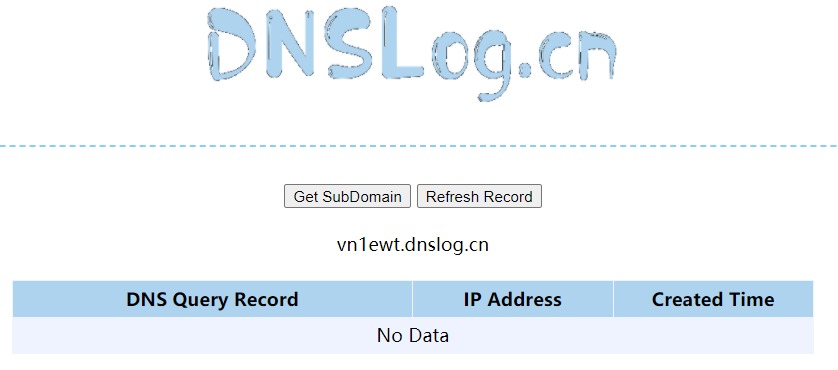 DNSLog.cn
Get SubDomain Refresh Record
vn1ewt.dnslog.cn
DNS Query Record IP Address Created Time
No Data